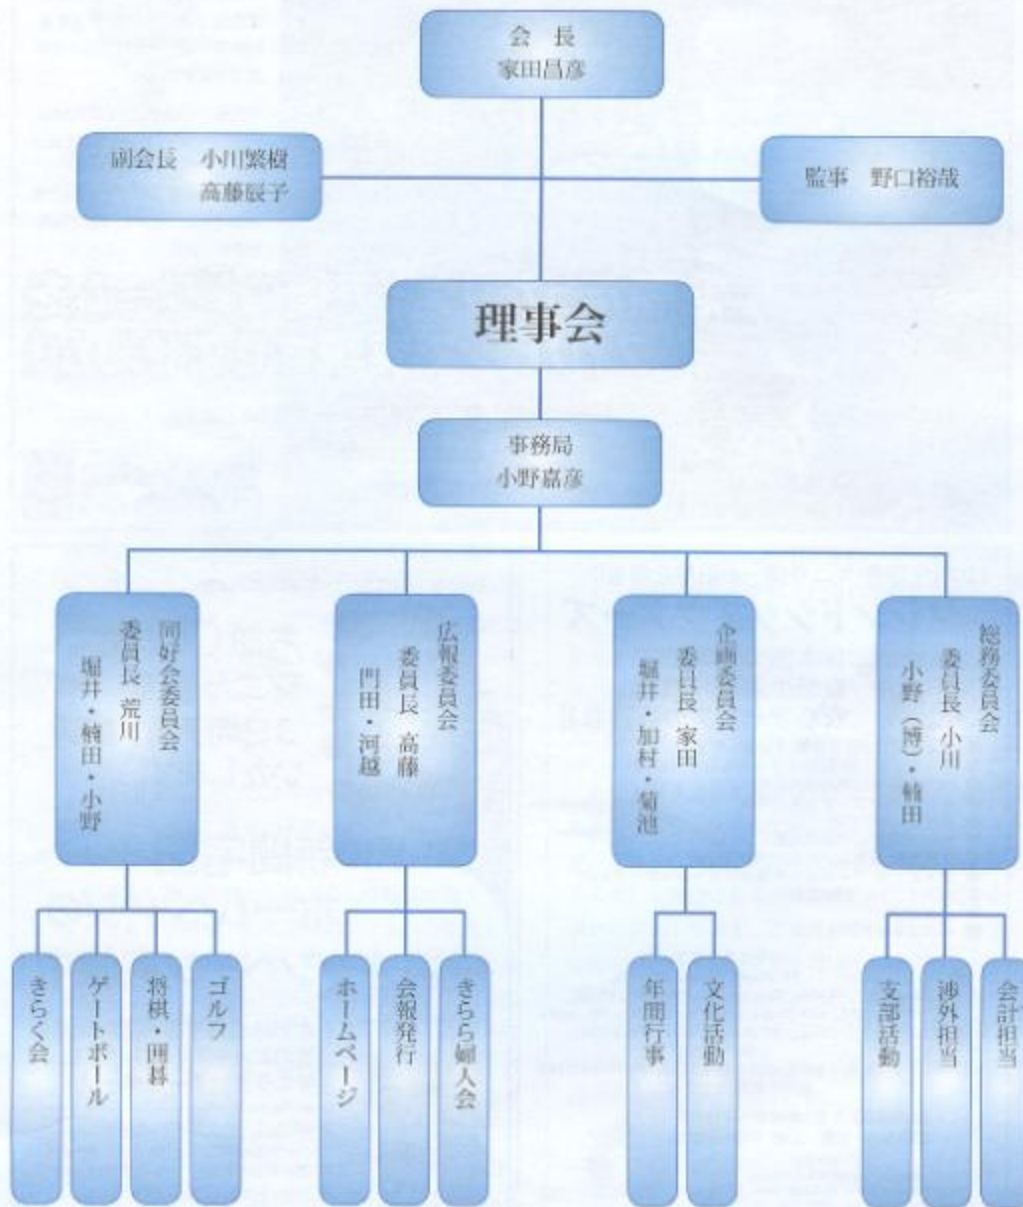 会 長
家田昌彦
副会長 小川繁樹
高藤辰子
監事 野口裕哉
理事会
事務局
小野嘉彦
総務委員会
委員長 小川
小野(博)・楠田
企画委員会
委員長 家田
堀井・加村・菊池
広報委員会
委員長 高藤
門田・河越
同好会委員会
委員長 荒川
堀井・楠田・小野
会計担当
渉外担当
支部活動
文化活動
年間行事
きらら婦人会
会報発行
ホームページ
ゴルフ
将棋・囲碁
ゲートボール
きらく会